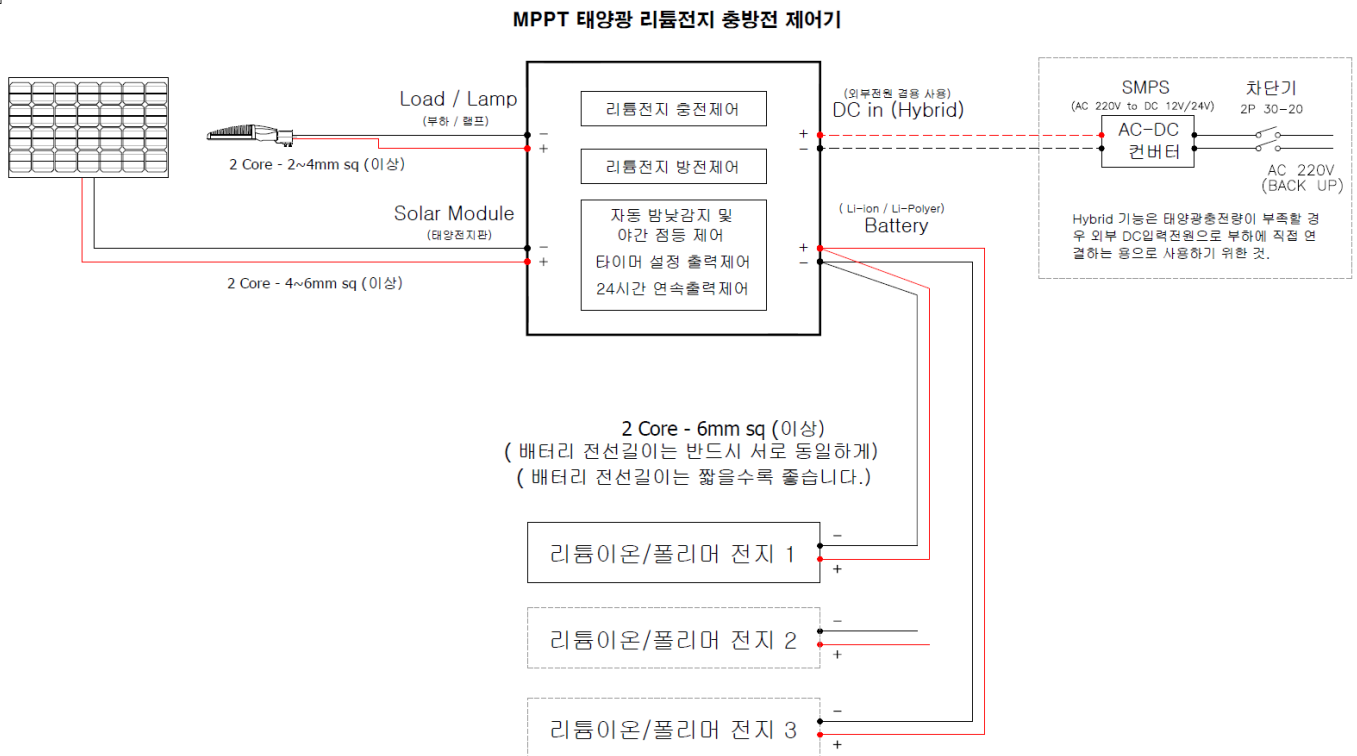 MPPT 태양광 리튬전지 충방전 제어기
Load / Lamp
(부하 / 램프)
2 Core - 2~4mm sq (이상)
-
+
Solar Module
(태양전지판)
2 Core - 4~6mm sq (이상)
-
+
리튬전지 충전제어
리튬전지 방전제어
자동 밤낮감지 및
야간 점등 제어
타이머 설정 출력제어
24시간 연속출력제어
(외부전원 겸용 사용)
DC in (Hybrid)
+
-
( Li-ion / Li-Polyer)
Battery
+
-
SMPS
(AC 220V to DC 12V/24V)
AC-DC
컨버터
차단기
2P 30-20
AC 220V
(BACK UP)
Hybrid 기능은 태양광충전량이 부족할 경
우 외부 DC입력전원으로 부하에 직접 연
결하는 용으로 사용하기 위한 것.
2 Core - 6mm sq (이상)
( 배터리 전선길이는 반드시 서로 동일하게)
( 배터리 전선길이는 짧을수록 좋습니다.)
리튬이온/폴리머 전지 1
-
+
리튬이온/폴리머 전지 2
-
+
리튬이온/폴리머 전지 3
-
+